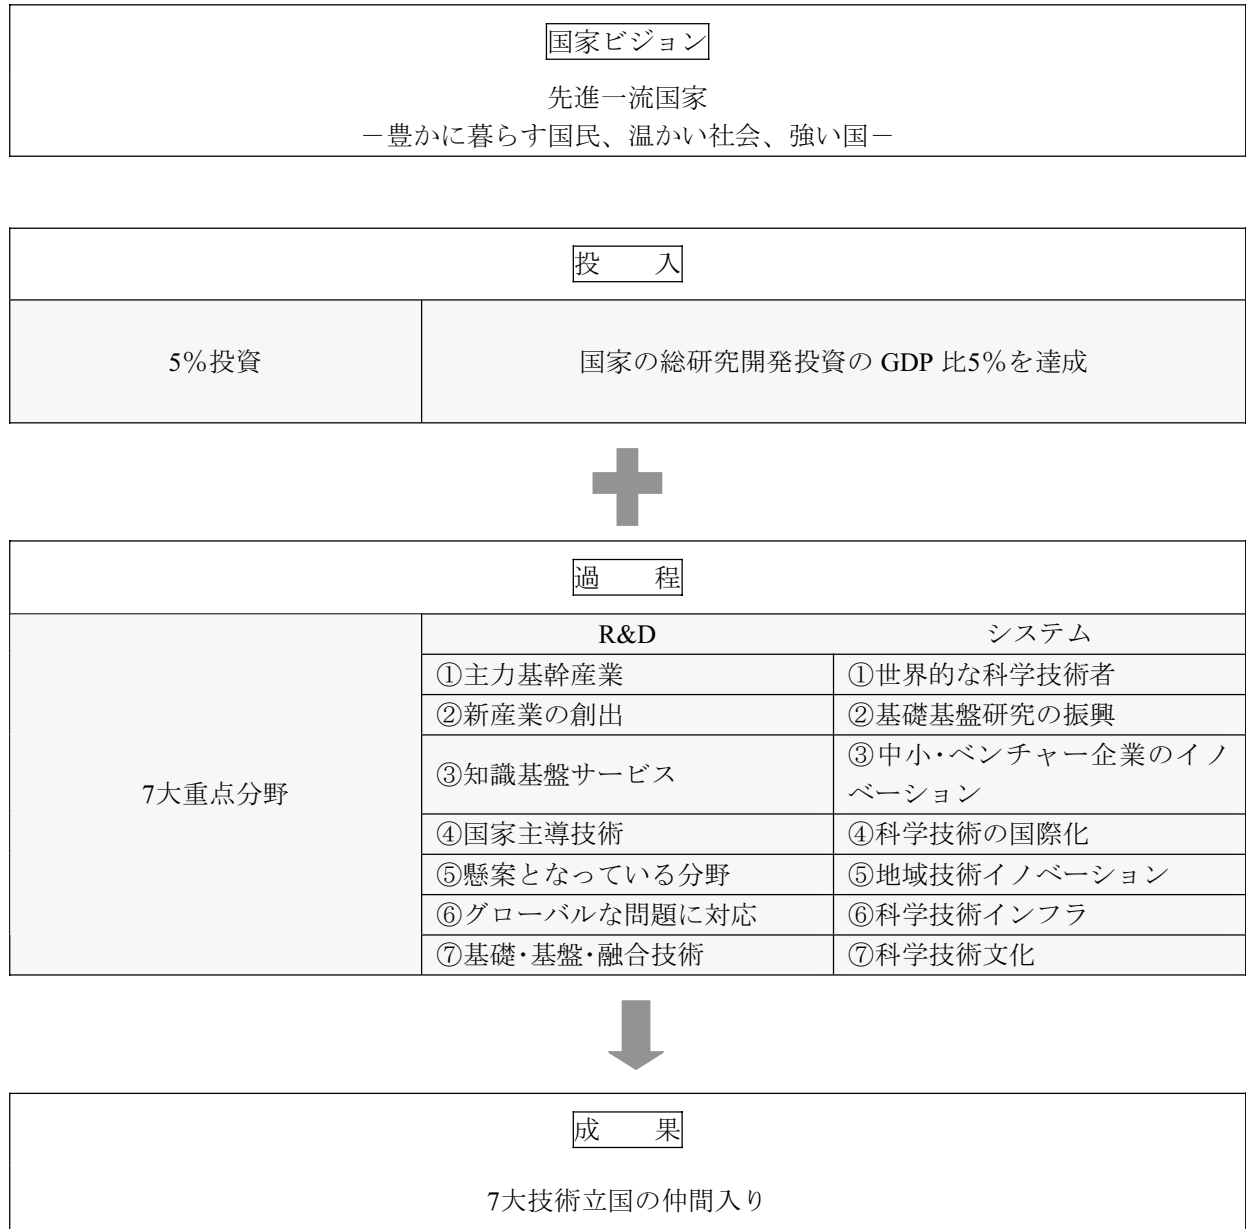 国家ビジョン
先進一流国家
－豊かに暮らす国民、温かい社会、強い国－
投　　入
5％投資
国家の総研究開発投資の GDP 比5％を達成
過　　程
7大重点分野
R&D
システム
①主力基幹産業
①世界的な科学技術者
②新産業の創出
②基礎基盤研究の振興
③知識基盤サービス
③中小･ベンチャー企業のイノ
ベーション
④国家主導技術
④科学技術の国際化
⑤懸案となっている分野
⑤地域技術イノベーション
⑥グローバルな問題に対応
⑥科学技術インフラ
⑦基礎･基盤･融合技術
⑦科学技術文化
成　　果
7大技術立国の仲間入り